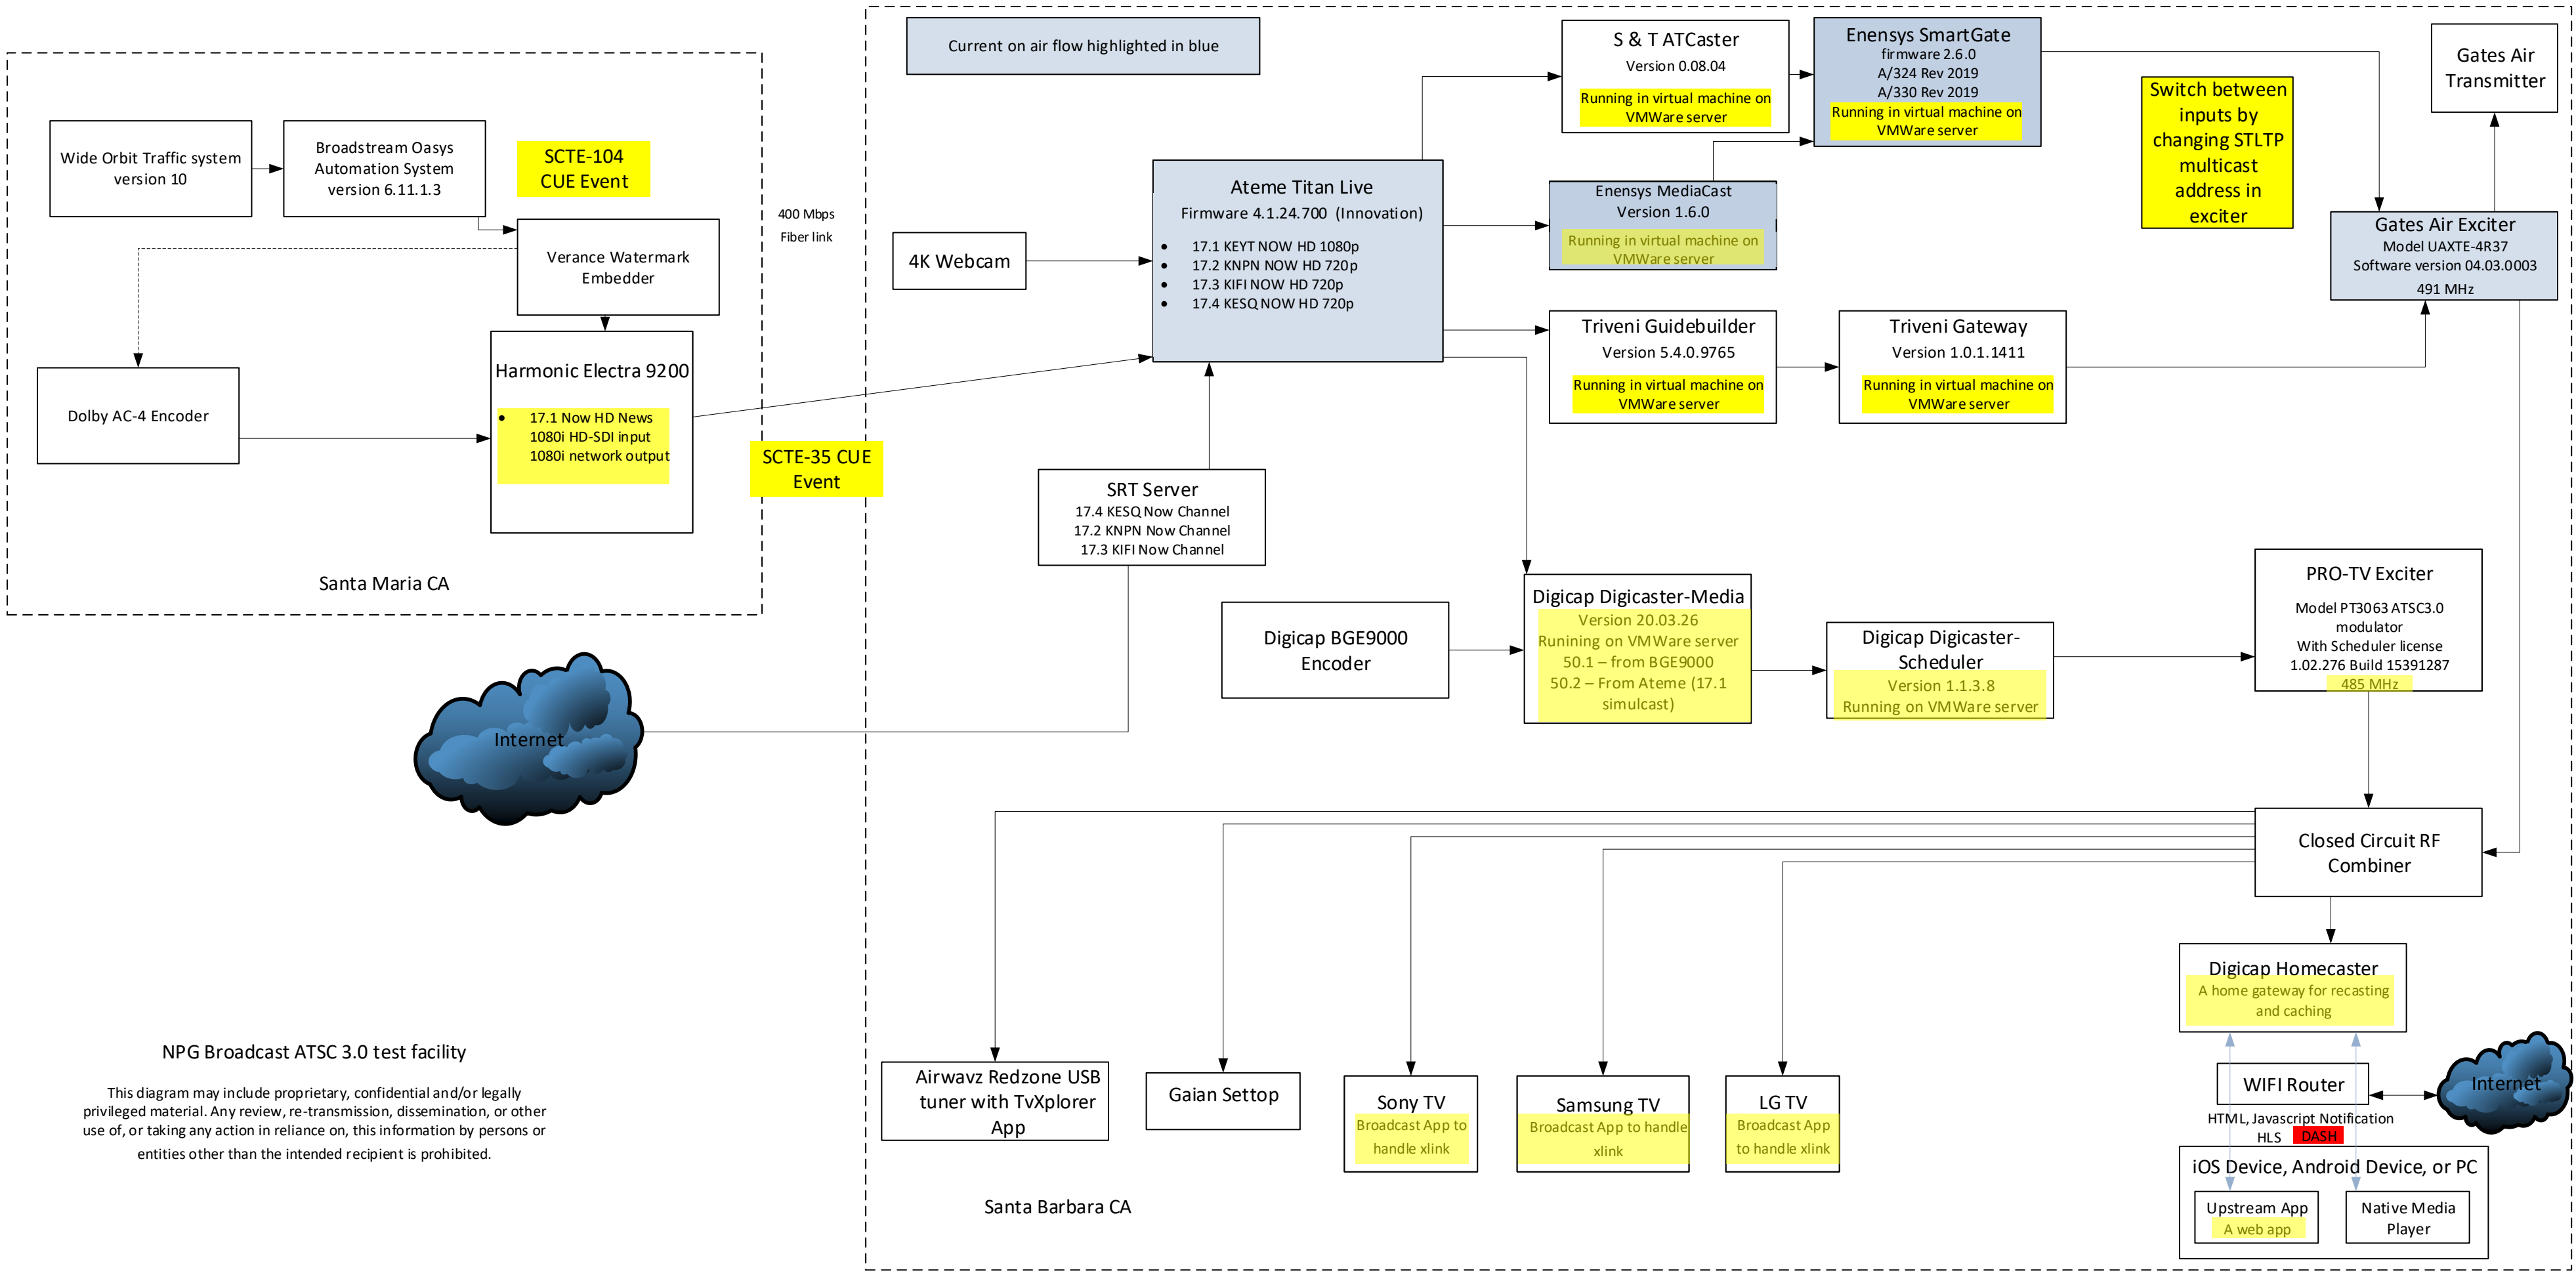 Current on air flow highlighted in blue
S & T ATCaster
Version 0.08.04
Running in virtual machine on
VMWare server
Enensys SmartGate
firmware 2.6.0
A/324 Rev 2019
A/330 Rev 2019
Running in virtual machine on
VMWare server
Gates Air
Transmitter
Switch between
inputs by
changing STLTP
multicast
address in
exciter
Wide Orbit Traffic system
version 10
Broadstream Oasys
Automation System
version 6.11.1.3
SCTE-104
CUE Event
400 Mbps
Fiber link
Verance Watermark
Embedder
4K Webcam
Ateme Titan Live
Firmware 4.1.24.700 (Innovation)
• 17.1 KEYT NOW HD 1080p
• 17.2 KNPN NOW HD 720p
• 17.3 KIFI NOW HD 720p
• 17.4 KESQ NOW HD 720p
Enensys MediaCast
Version 1.6.0
Running in virtual machine on
VMWare server
Gates Air Exciter
Model UAXTE-4R37
Software version 04.03.0003
491 MHz
Triveni Guidebuilder
Version 5.4.0.9765
Running in virtual machine on
VMWare server
Triveni Gateway
Version 1.0.1.1411
Running in virtual machine on
VMWare server
Dolby AC-4 Encoder
Harmonic Electra 9200
• 17.1 Now HD News
1080i HD-SDI input
1080i network output
SCTE-35 CUE
Event
SRT Server
17.4 KESQ Now Channel
17.2 KNPN Now Channel
17.3 KIFI Now Channel
Santa Maria CA
Internet
Digicap BGE9000
Encoder
Digicap Digicaster-Media
Version 20.03.26
Runining on VMWare server
50.1 – from BGE9000
50.2 – From Ateme (17.1
simulcast)
Digicap Digicaster-
Scheduler
Version 1.1.3.8
Running on VMWare server
PRO-TV Exciter
Model PT3063 ATSC3.0
modulator
With Scheduler license
1.02.276 Build 15391287
485 MHz
Closed Circuit RF
Combiner
Digicap Homecaster
A home gateway for recasting
and caching
WIFI Router
Internet
HTML, Javascript Notification
HLS DASH
iOS Device, Android Device, or PC
Upstream App
A web app
Native Media
Player
Airwavz Redzone USB
tuner with TvXplorer
App
Gaian Settop
Sony TV
Broadcast App to
handle xlink
Samsung TV
Broadcast App to handle
xlink
LG TV
Broadcast App
to handle xlink
Santa Barbara CA
NPG Broadcast ATSC 3.0 test facility
This diagram may include proprietary, confidential and/or legally
privileged material. Any review, re-transmission, dissemination, or other
use of, or taking any action in reliance on, this information by persons or
entities other than the intended recipient is prohibited.